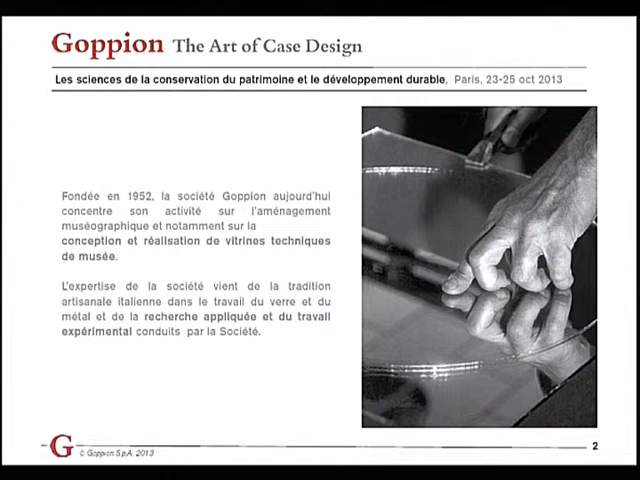 Goppion The Art of Case Design
Les sciences de la conservation du patrimoine et le développement durable, Paris, 23-25 oct 2013
Fondée en 1952, la société Goppion aujourd'hui
concentre son activité sur l'aménagement
muséographique et notamment sur la
conception et réalisation de vitrines techniques
de musée.
L'expertise de la société vient de la tradition
artisanale italienne dans le travail du verre et du
métal et de la recherche appliquée et du travail
expérimental conduits par la Société.
G © Goppion S.p.A. 2013
2